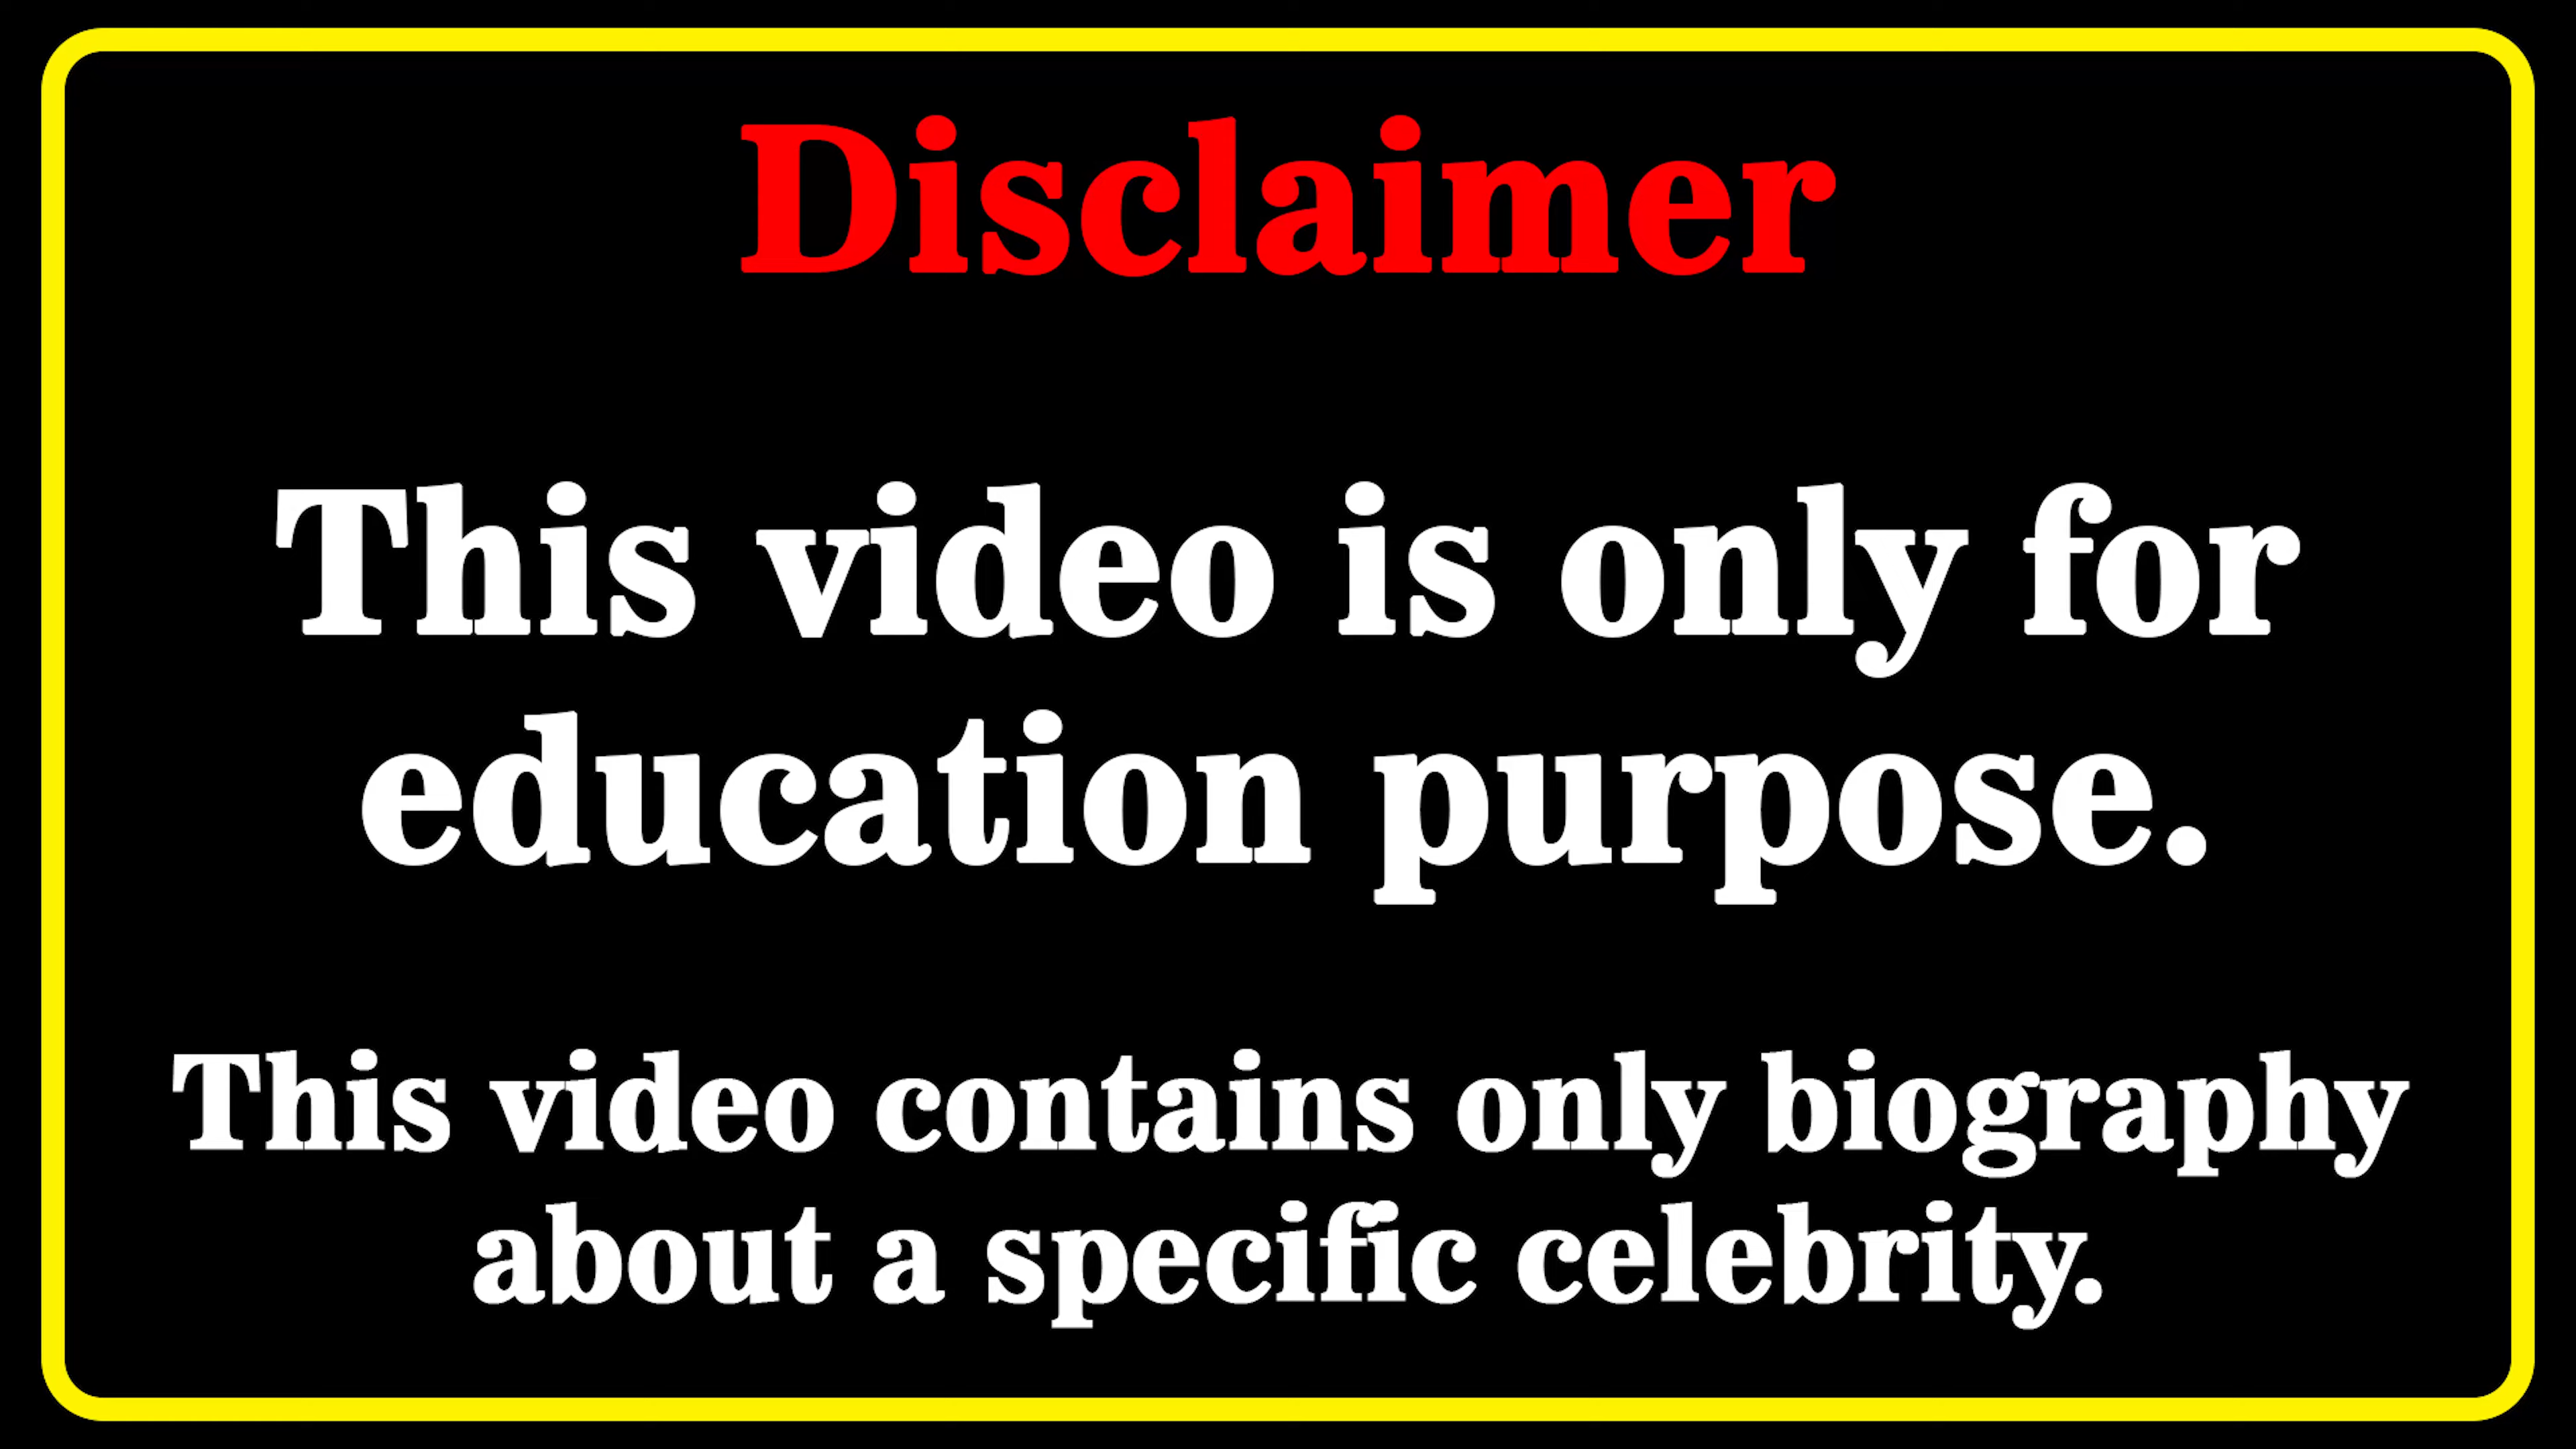 Disclaimer
This video is only for
education purpose.
This video contains only biography
about a specific celebrity.